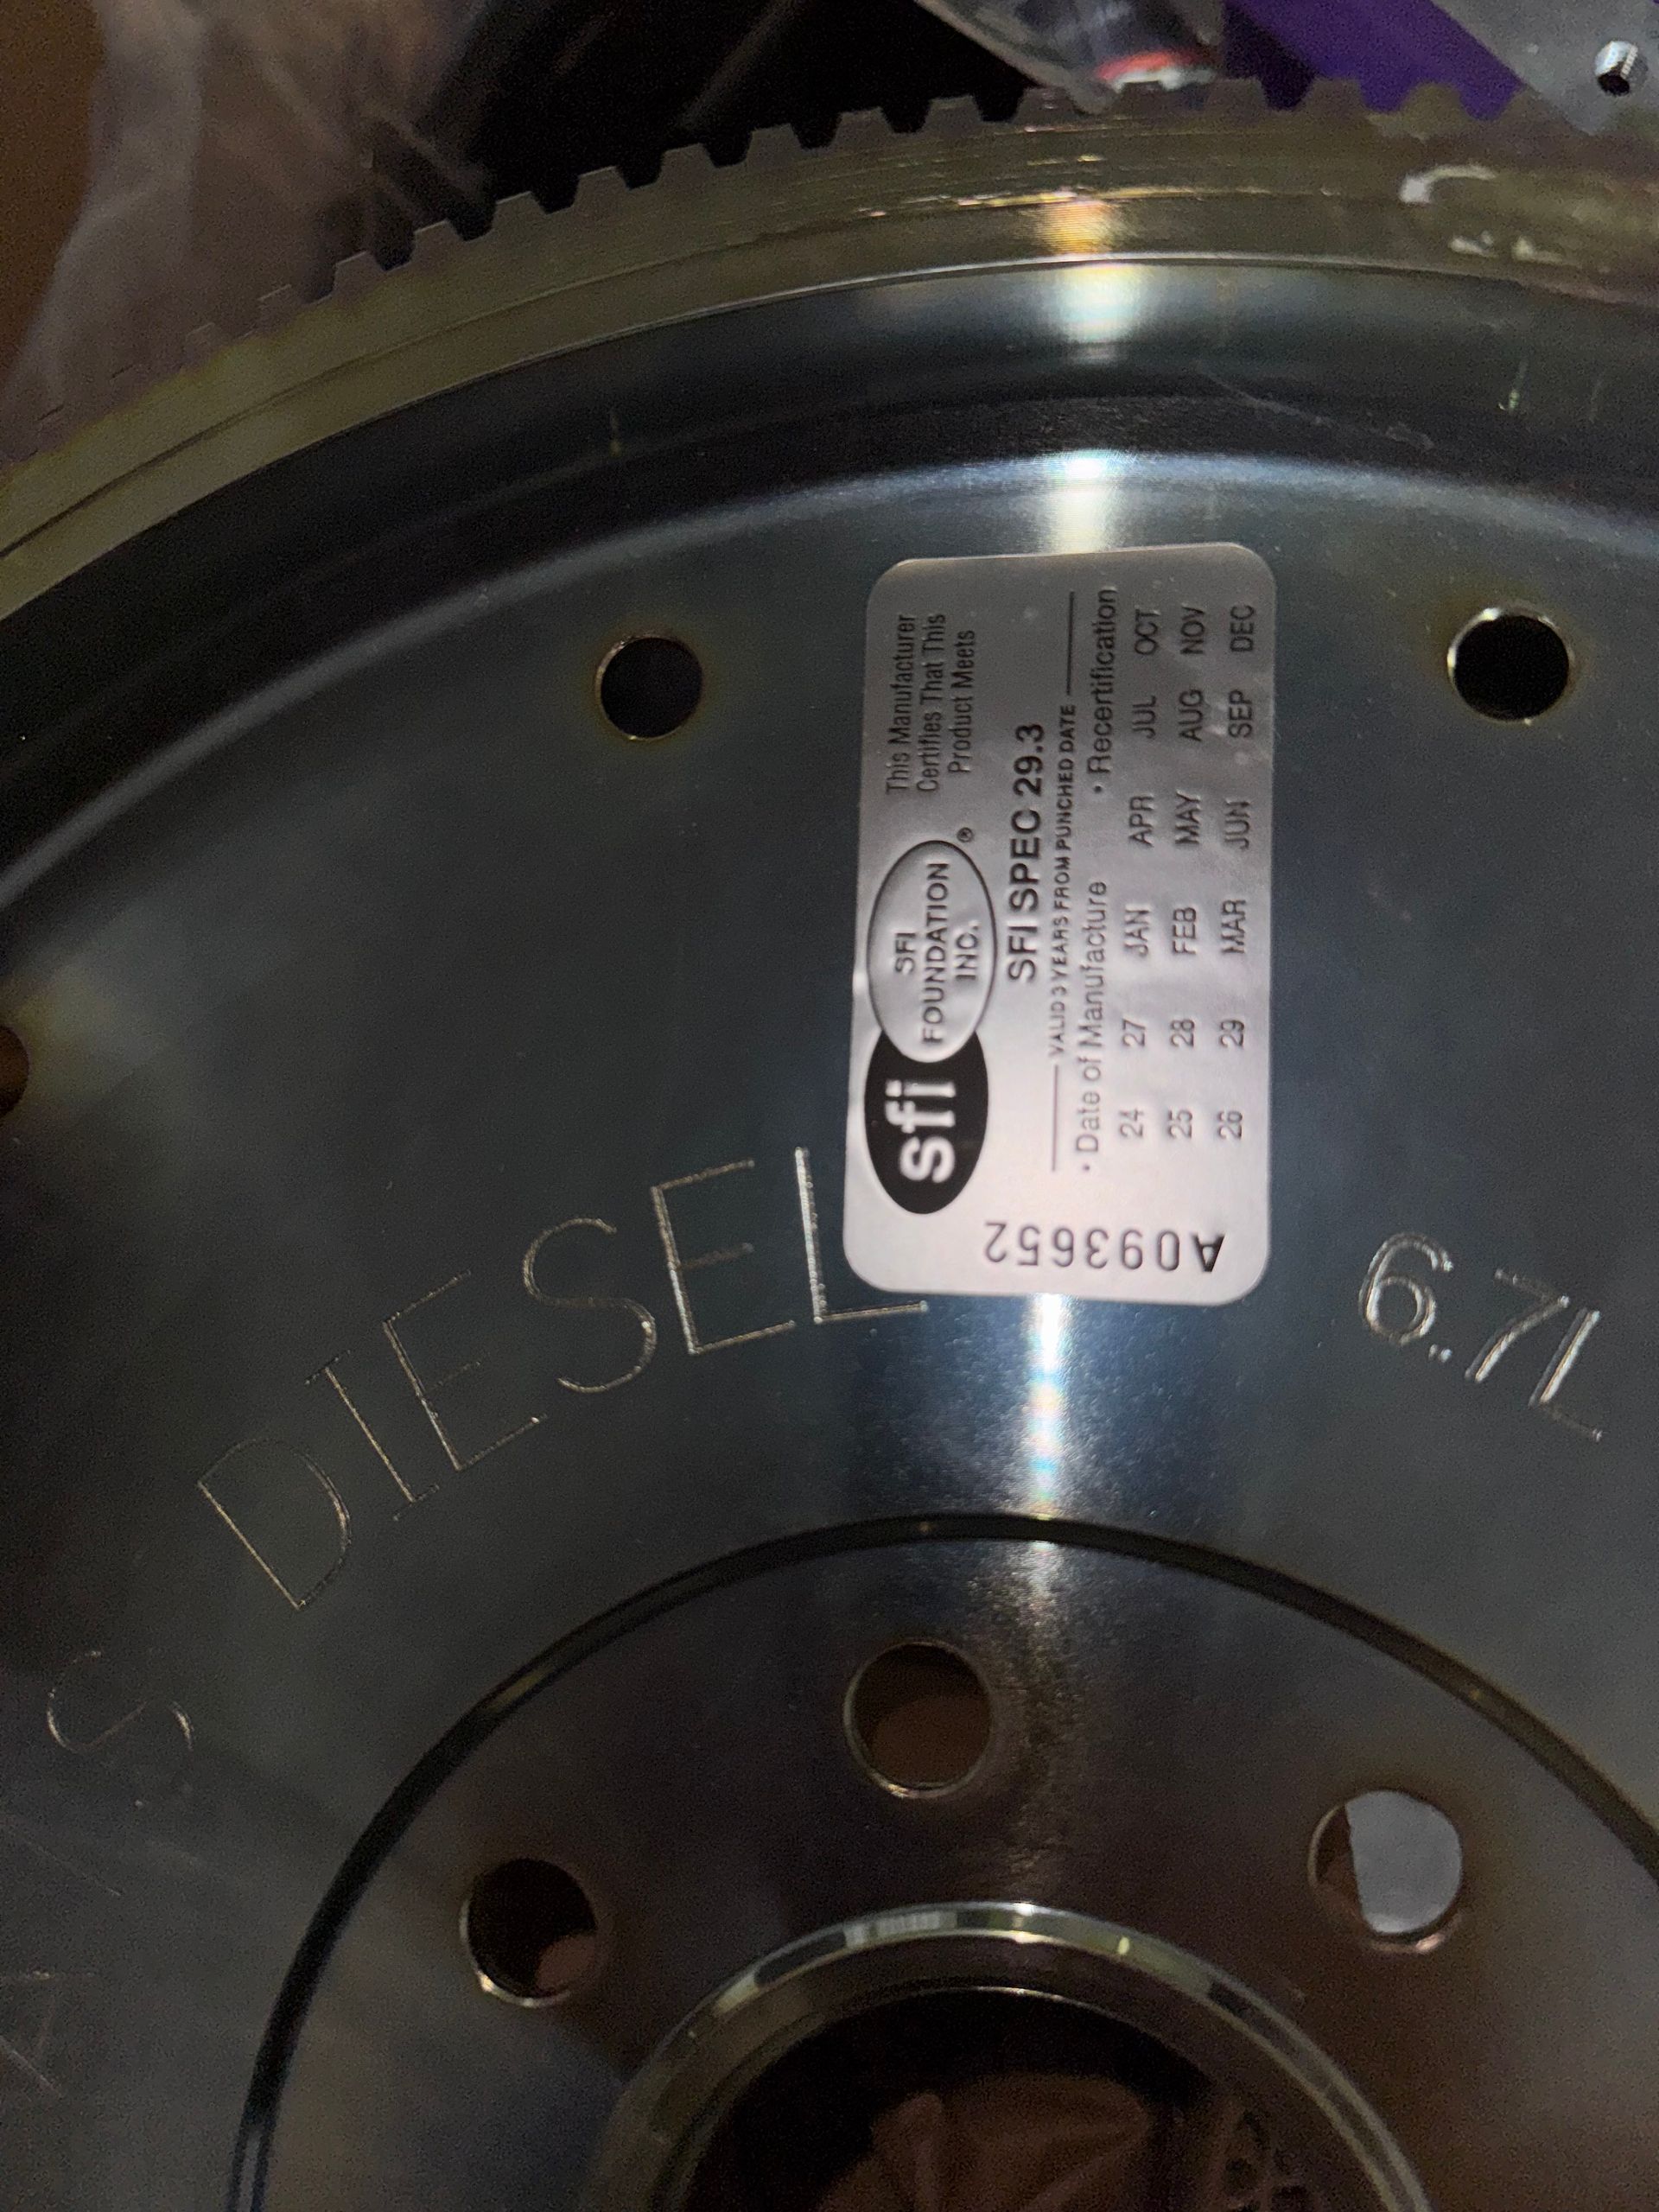 S DIESEL 6.7L
sfi
SFI
FOUNDATION
INC.
®
This Manufacturer
Certifies That This
Product Meets
SFI SPEC 29.3
VALID 3 YEARS FROM PUNCHED DATE
• Date of Manufacture • Recertification
24 27 JAN APR JUL OCT
25 28 FEB MAY AUG NOV
26 29 MAR JUN SEP DEC
A093652